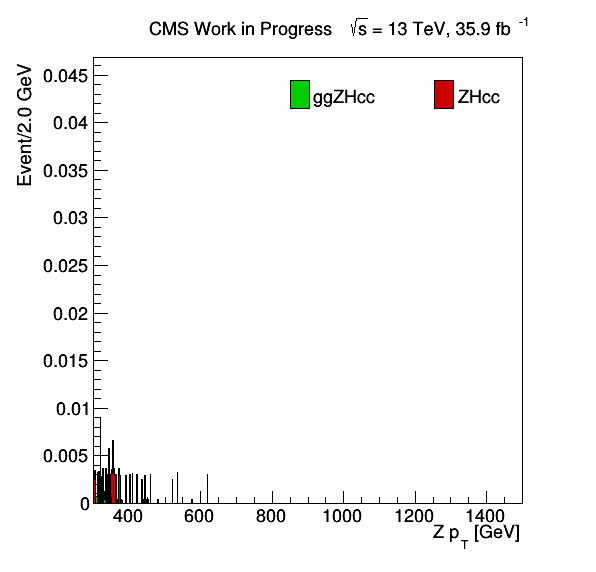 CMS Work in Progress √s = 13 TeV, 35.9 fb⁻¹
Event/2.0 GeV
ggZHcc ZHcc
0.045
0.04
0.035
0.03
0.025
0.02
0.015
0.01
0.005
0
400 600 800 1000 1200 1400
Z p_T [GeV]